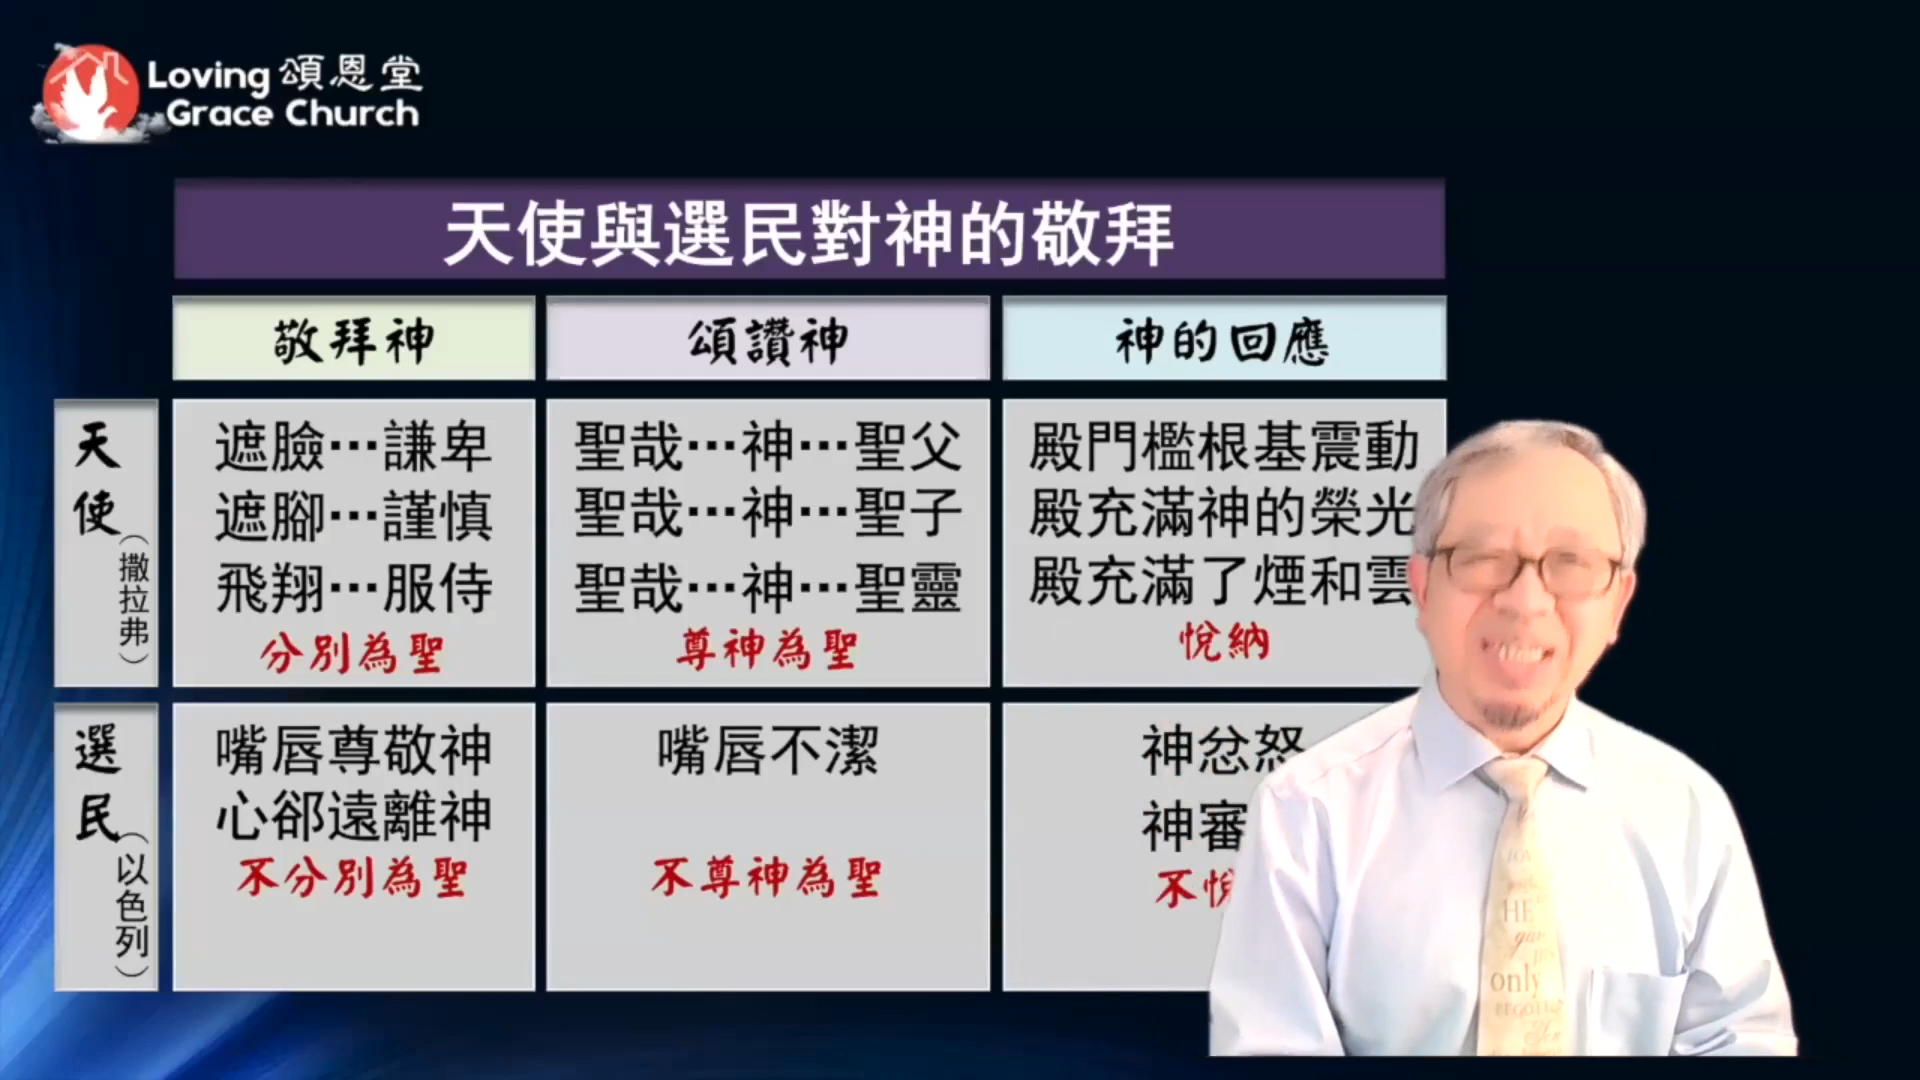 Loving 頌恩堂
Grace Church
天使與選民對神的敬拜
敬拜神
頌讚神
神的回應
天使
(撒拉弗)
遮臉…謙卑
遮腳…謹慎
飛翔…服侍
分別為聖
聖哉…神…聖父
聖哉…神…聖子
聖哉…神…聖靈
尊神為聖
殿門檻根基震動
殿充滿神的榮光
殿充滿了煙和雲
悅納
選民
(以色列)
嘴唇尊敬神
心卻遠離神
不分別為聖
嘴唇不潔
不尊神為聖
神忿怒
神審
不悅
HE
only